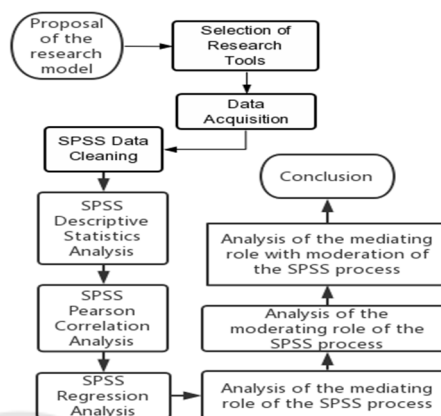 Proposal
of the
research
model
Selection of
Research
Tools
Data
Acquisition
SPSS Data
Cleaning
SPSS
Descriptive
Statistics
Analysis
SPSS
Pearson
Correlation
Analysis
SPSS
Regression
Analysis
Analysis of the mediating
role of the SPSS process
Analysis of the
moderating role of the
SPSS process
Analysis of the mediating
role with moderation of
the SPSS process
Conclusion